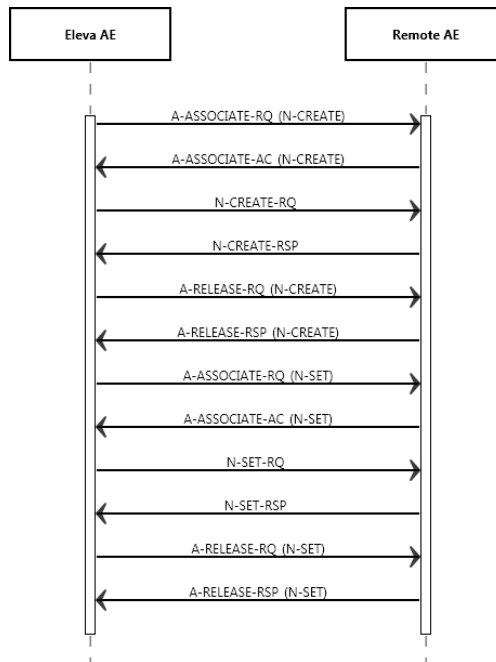 Eleva AE
Remote AE
A-ASSOCIATE-RQ (N-CREATE)
A-ASSOCIATE-AC (N-CREATE)
N-CREATE-RQ
N-CREATE-RSP
A-RELEASE-RQ (N-CREATE)
A-RELEASE-RSP (N-CREATE)
A-ASSOCIATE-RQ (N-SET)
A-ASSOCIATE-AC (N-SET)
N-SET-RQ
N-SET-RSP
A-RELEASE-RQ (N-SET)
A-RELEASE-RSP (N-SET)